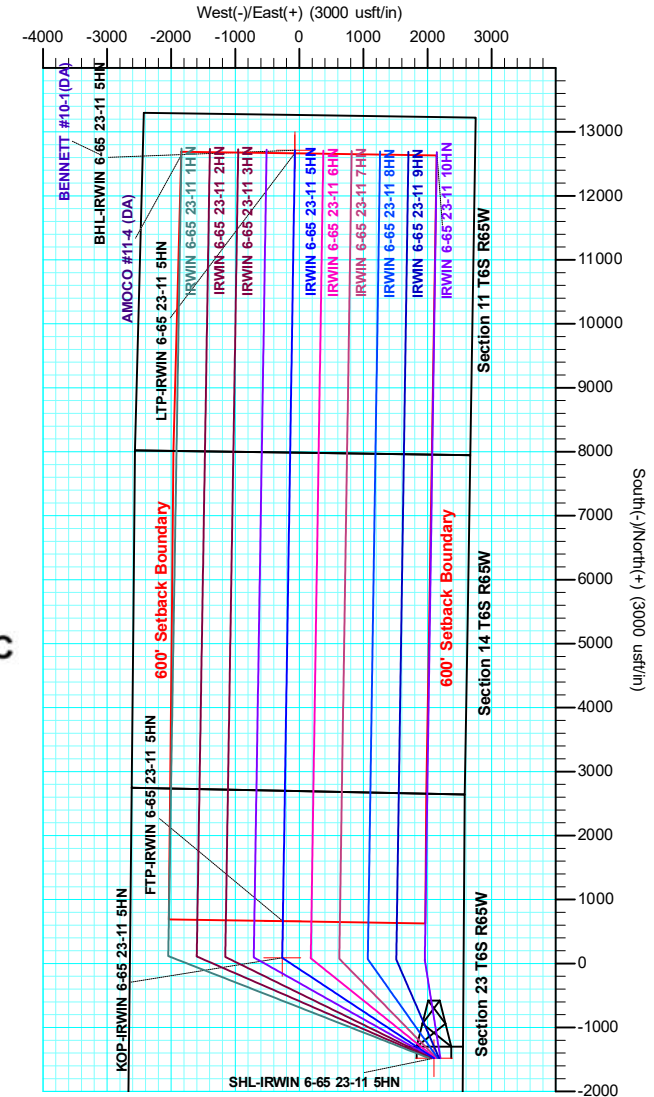 West(-)/East(+) (3000 usft/in)
-4000 -3000 -2000 -1000 0 1000 2000 3000
BENNETT #10-1(DA)
BHL-IRWIN 6-65 23-11 5HN
AMOCO #11-4 (DA)
LTP-IRWIN 6-65 23-11 5HN
IRWIN 6-65 23-11 1HN
IRWIN 6-65 23-11 2HN
IRWIN 6-65 23-11 3HN
IRWIN 6-65 23-11 5HN
IRWIN 6-65 23-11 6HN
IRWIN 6-65 23-11 7HN
IRWIN 6-65 23-11 8HN
IRWIN 6-65 23-11 9HN
IRWIN 6-65 23-11 10HN
Section 11 T6S R65W
13000
12000
11000
10000
9000
8000
7000
6000
5000
4000
3000
2000
1000
0
-1000
-2000
South(-)/North(+) (3000 usft/in)
600' Setback Boundary
600' Setback Boundary
Section 14 T6S R65W
C
FTP-IRWIN 6-65 23-11 5HN
KOP-IRWIN 6-65 23-11 5HN
Section 23 T6S R65W
SHL-IRWIN 6-65 23-11 5HN